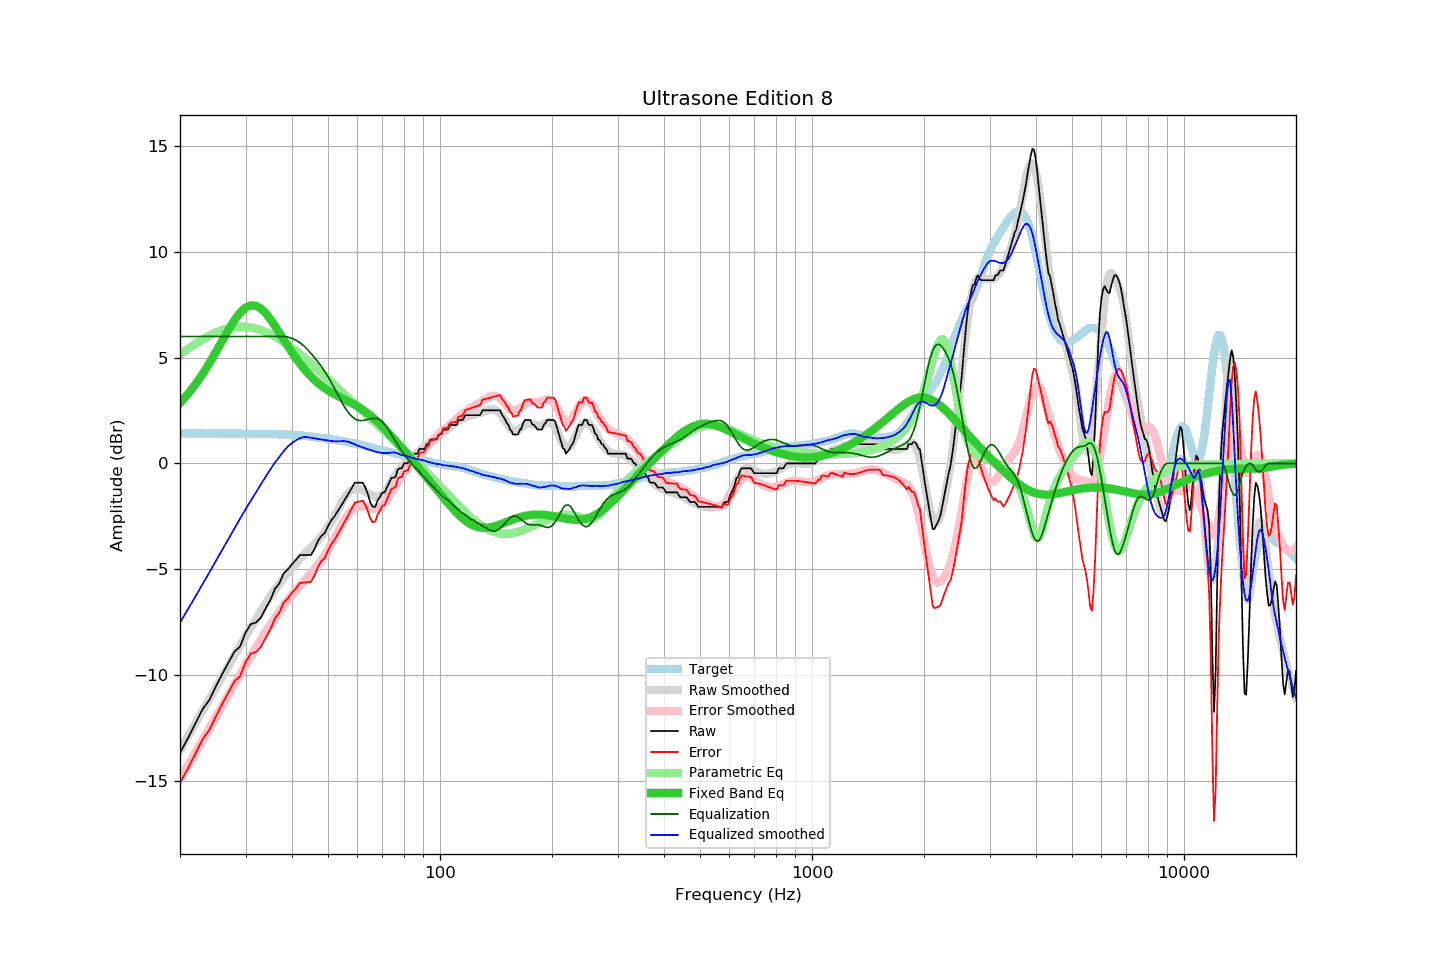 Ultrasone Edition 8
15
10
5
0
−5
−10
−15
Amplitude (dBr)
Target
Raw Smoothed
Error Smoothed
Raw
Error
Parametric Eq
Fixed Band Eq
Equalization
Equalized smoothed
100
1000
10000
Frequency (Hz)